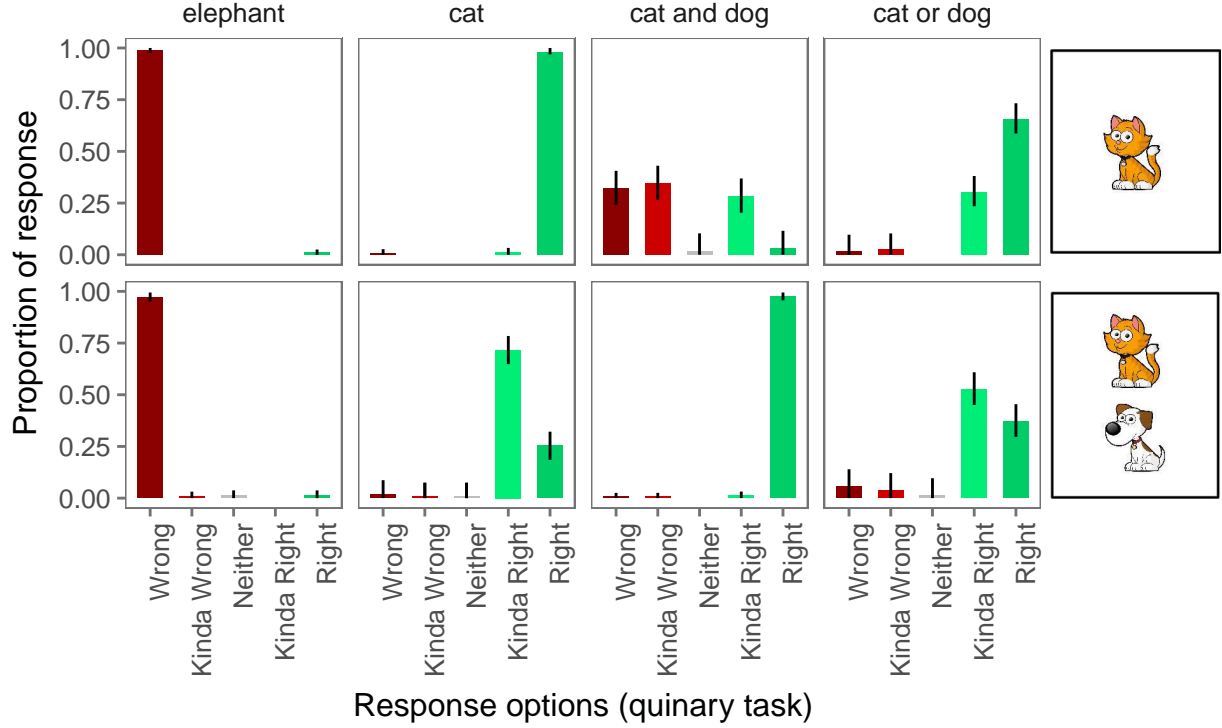 elephant cat cat and dog cat or dog
Proportion of response
1.00
0.75
0.50
0.25
0.00
1.00
0.75
0.50
0.25
0.00
Wrong
Kinda Wrong
Neither
Kinda Right
Right
Wrong
Kinda Wrong
Neither
Kinda Right
Right
Wrong
Kinda Wrong
Neither
Kinda Right
Right
Wrong
Kinda Wrong
Neither
Kinda Right
Right
Response options (quinary task)